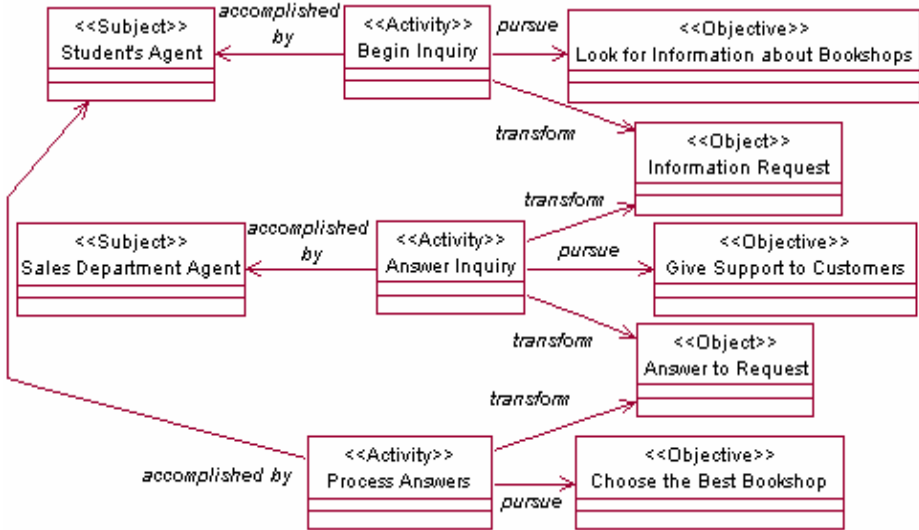 <<Subject>>
Student's Agent
accomplished
by
<<Activity>>
Begin Inquiry
pursue
<<Objective>>
Look for Information about Bookshops
transform
<<Object>>
Information Request
transform
<<Subject>>
Sales Department Agent
accomplished
by
<<Activity>>
Answer Inquiry
pursue
<<Objective>>
Give Support to Customers
transform
<<Object>>
Answer to Request
transform
accomplished by
<<Activity>>
Process Answers
pursue
<<Objective>>
Choose the Best Bookshop